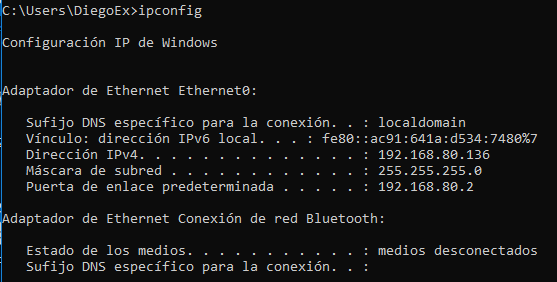 C:\Users\DiegoEx>ipconfig
Configuración IP de Windows
Adaptador de Ethernet Ethernet0:
Sufijo DNS específico para la conexión. . : localdomain
Vínculo: dirección IPv6 local. . . : fe80::ac91:641a:d534:7480%7
Dirección IPv4. . . . . . . . . . . . . . : 192.168.80.136
Máscara de subred . . . . . . . . . . . . : 255.255.255.0
Puerta de enlace predeterminada . . . . . : 192.168.80.2
Adaptador de Ethernet Conexión de red Bluetooth:
Estado de los medios. . . . . . . . . . . : medios desconectados
Sufijo DNS específico para la conexión. . :